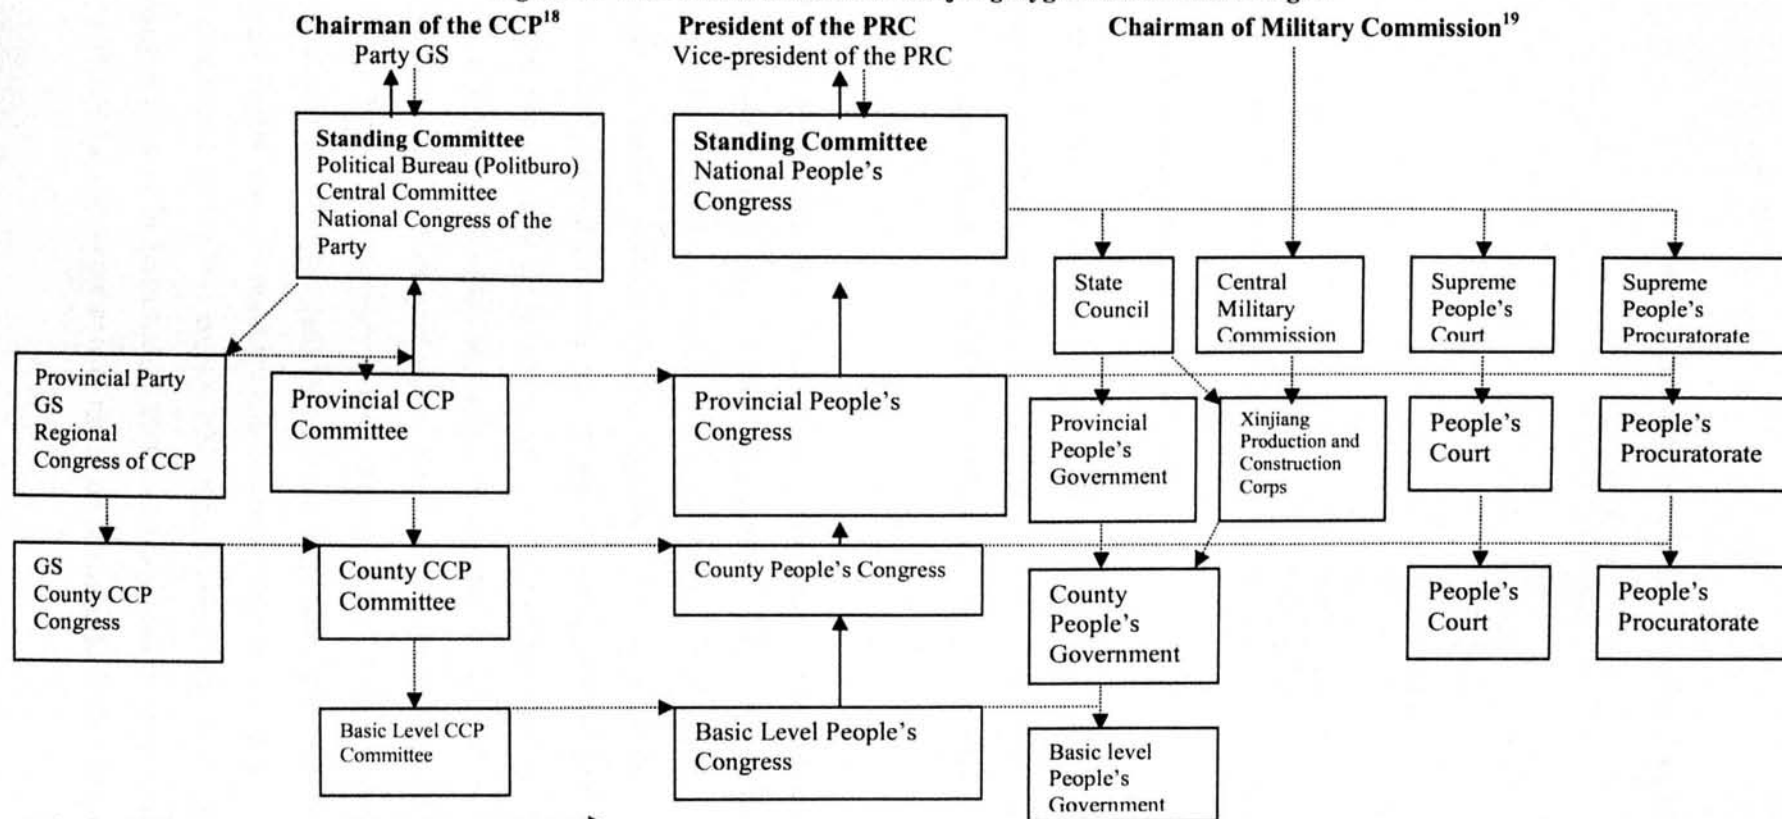 Chairman of the CCP18
Party GS
President of the PRC
Vice-president of the PRC
Chairman of Military Commission19
Standing Committee
Political Bureau (Politburo)
Central Committee
National Congress of the
Party
Standing Committee
National People's
Congress
State
Council
Central
Military
Commission
Supreme
People's
Court
Supreme
People's
Procuratorate
Provincial Party
GS
Regional
Congress of CCP
Provincial CCP
Committee
Provincial People's
Congress
Provincial
People's
Government
Xinjiang
Production and
Construction
Corps
People's
Court
People's
Procuratorate
GS
County CCP
Congress
County CCP
Committee
County People's Congress
County
People's
Government
People's
Court
People's
Procuratorate
Basic Level CCP
Committee
Basic Level People's
Congress
Basic level
People's
Government